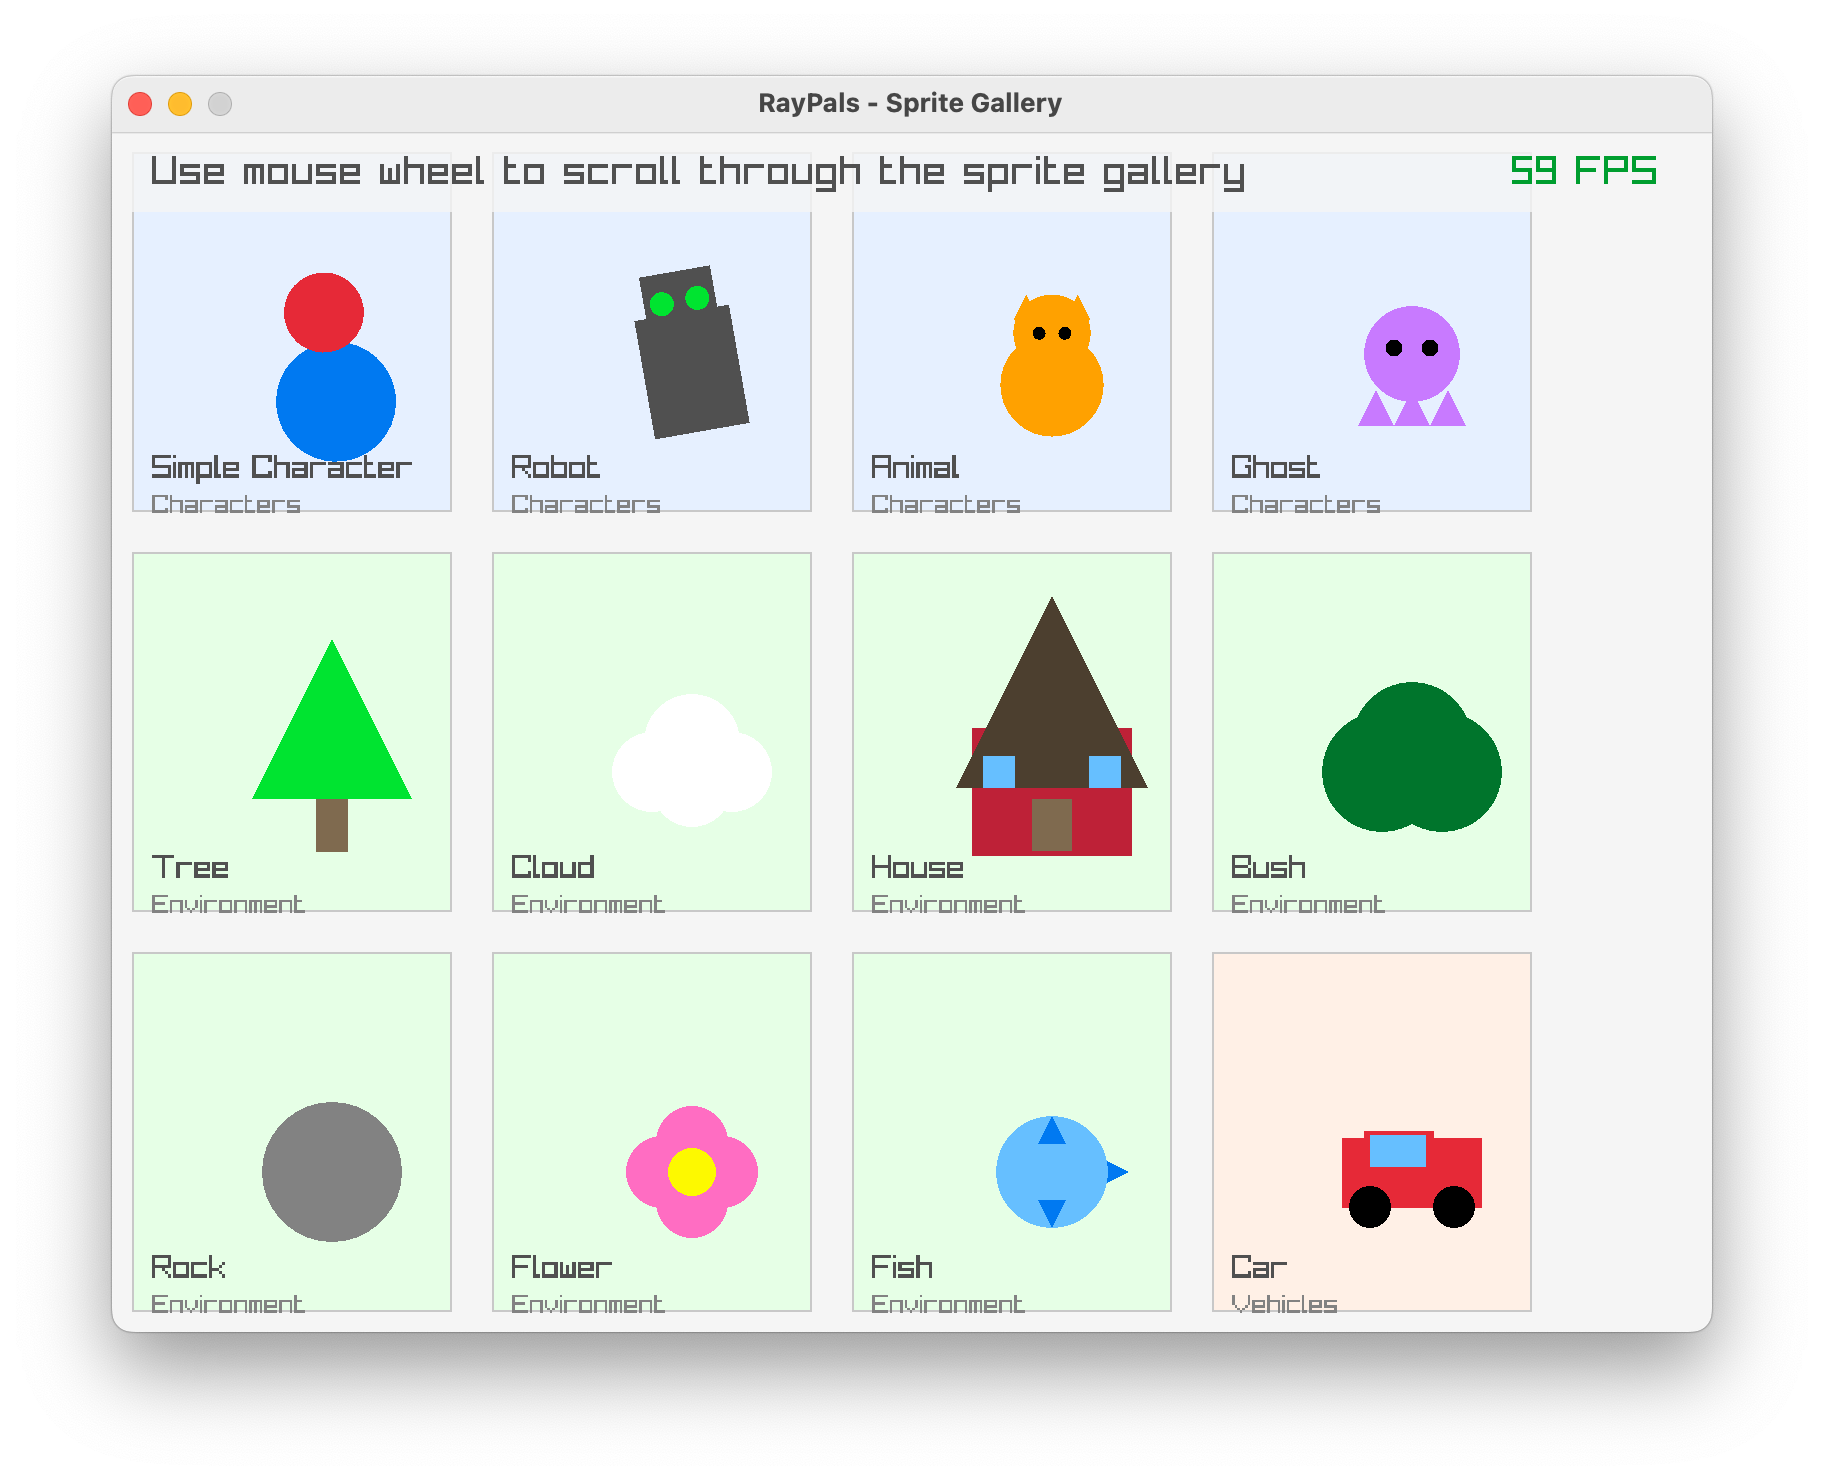 RayPals - Sprite Gallery
Use mouse wheel to scroll through the sprite gallery
59 FPS
Simple Character
Characters
Robot
Characters
Animal
Characters
Ghost
Characters
Tree
Environment
Cloud
Environment
House
Environment
Bush
Environment
Rock
Environment
Flower
Environment
Fish
Environment
Car
Vehicles